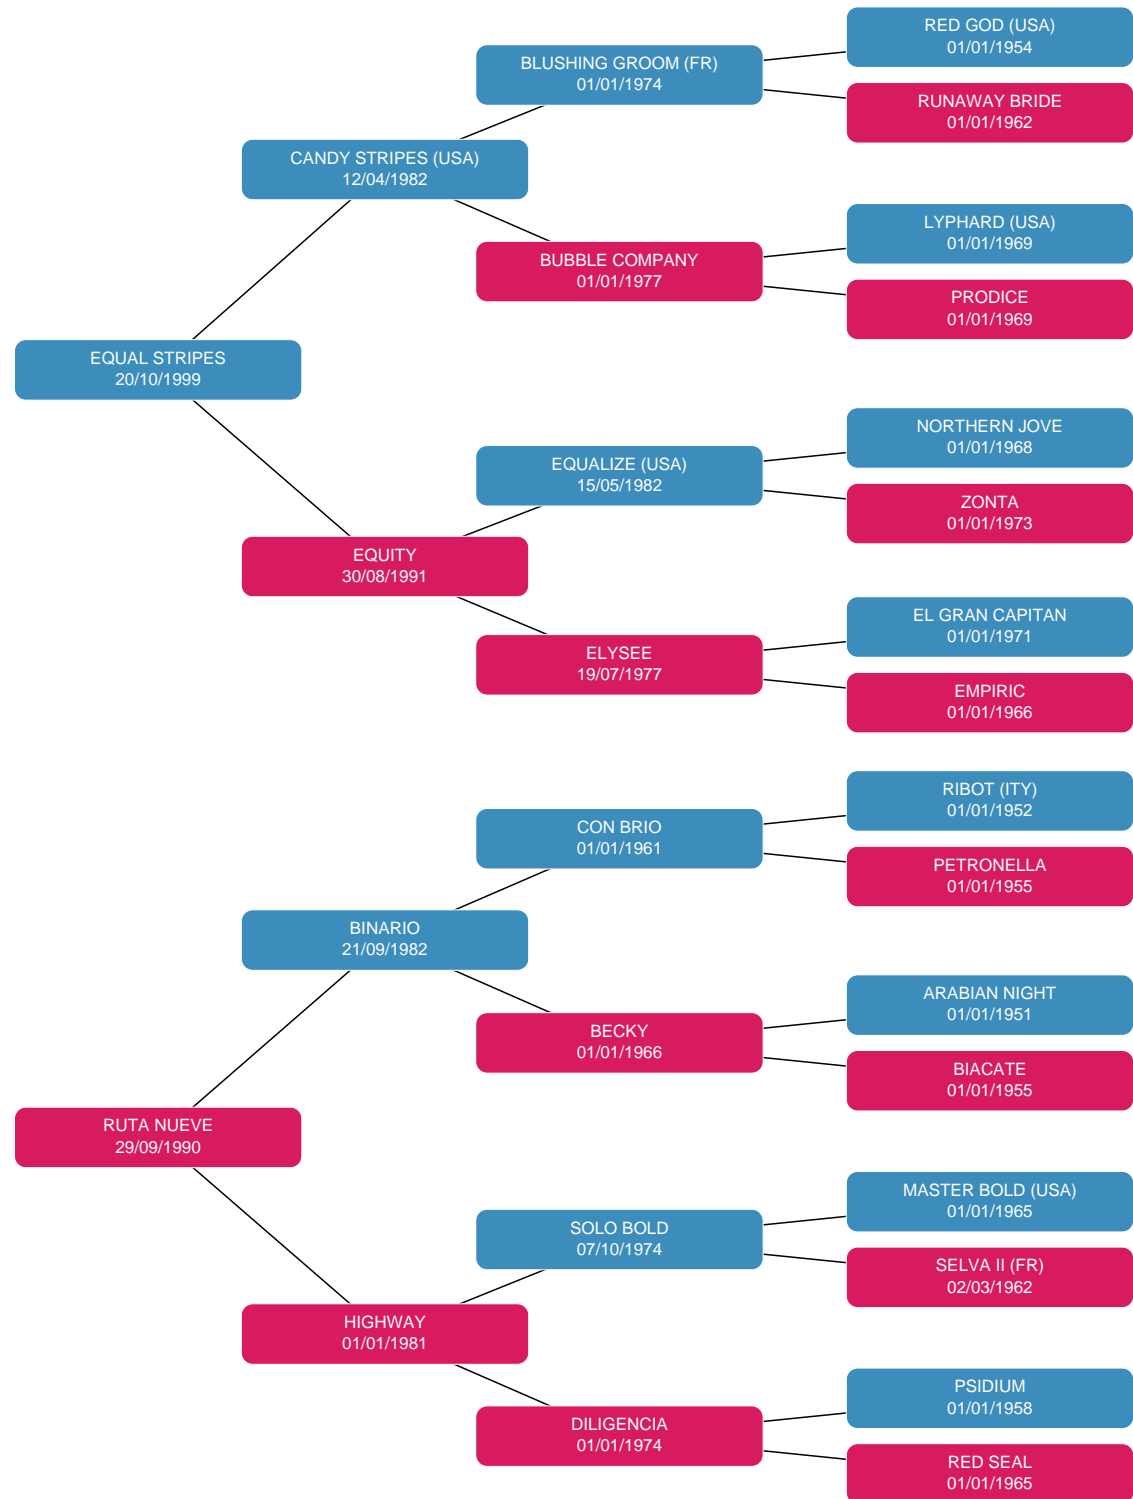 RED GOD (USA)
01/01/1954
BLUSHING GROOM (FR)
01/01/1974
RUNAWAY BRIDE
01/01/1962
CANDY STRIPES (USA)
12/04/1982
LYPHARD (USA)
01/01/1969
BUBBLE COMPANY
01/01/1977
PRODICE
01/01/1969
EQUAL STRIPES
20/10/1999
NORTHERN JOVE
01/01/1968
EQUALIZE (USA)
15/05/1982
ZONTA
01/01/1973
EQUITY
30/08/1991
EL GRAN CAPITAN
01/01/1971
ELYSEE
19/07/1977
EMPIRIC
01/01/1966
RIBOT (ITY)
01/01/1952
CON BRIO
01/01/1961
PETRONELLA
01/01/1955
BINARIO
21/09/1982
ARABIAN NIGHT
01/01/1951
BECKY
01/01/1966
BIACATE
01/01/1955
RUTA NUEVE
29/09/1990
MASTER BOLD (USA)
01/01/1965
SOLO BOLD
07/10/1974
SELVA II (FR)
02/03/1962
HIGHWAY
01/01/1981
PSIDIUM
01/01/1958
DILIGENCIA
01/01/1974
RED SEAL
01/01/1965